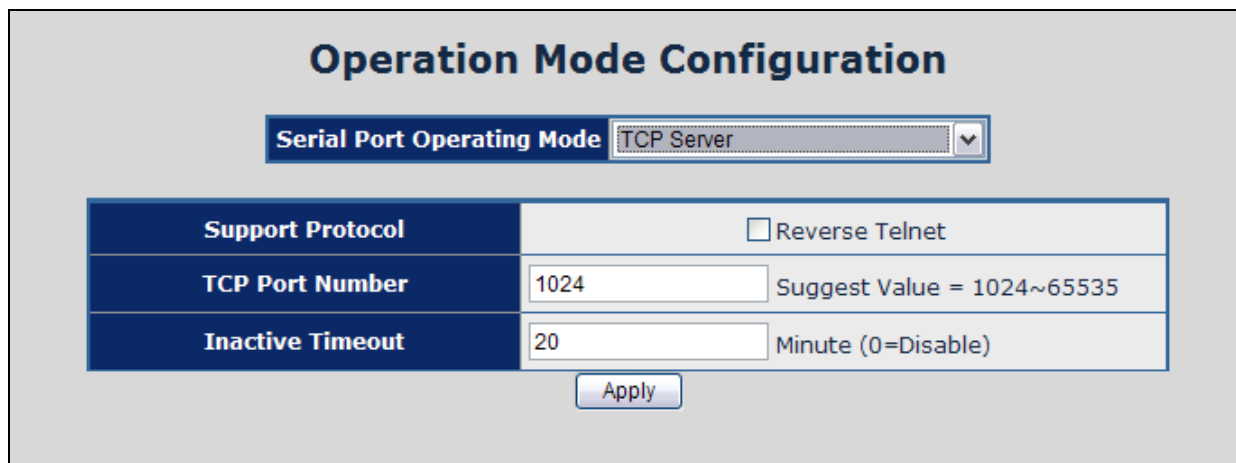 Operation Mode Configuration
Serial Port Operating Mode TCP Server
Support Protocol Reverse Telnet
TCP Port Number 1024 Suggest Value = 1024~65535
Inactive Timeout 20 Minute (0=Disable)
Apply